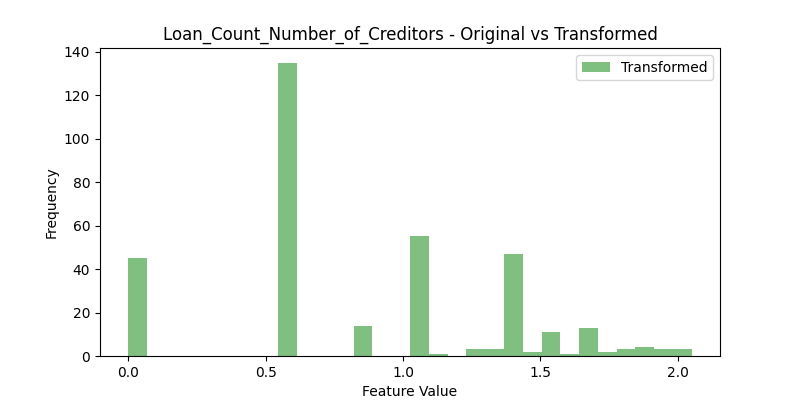 Loan_Count_Number_of_Creditors - Original vs Transformed
Transformed
Frequency
140
120
100
80
60
40
20
0
0.0 0.5 1.0 1.5 2.0
Feature Value